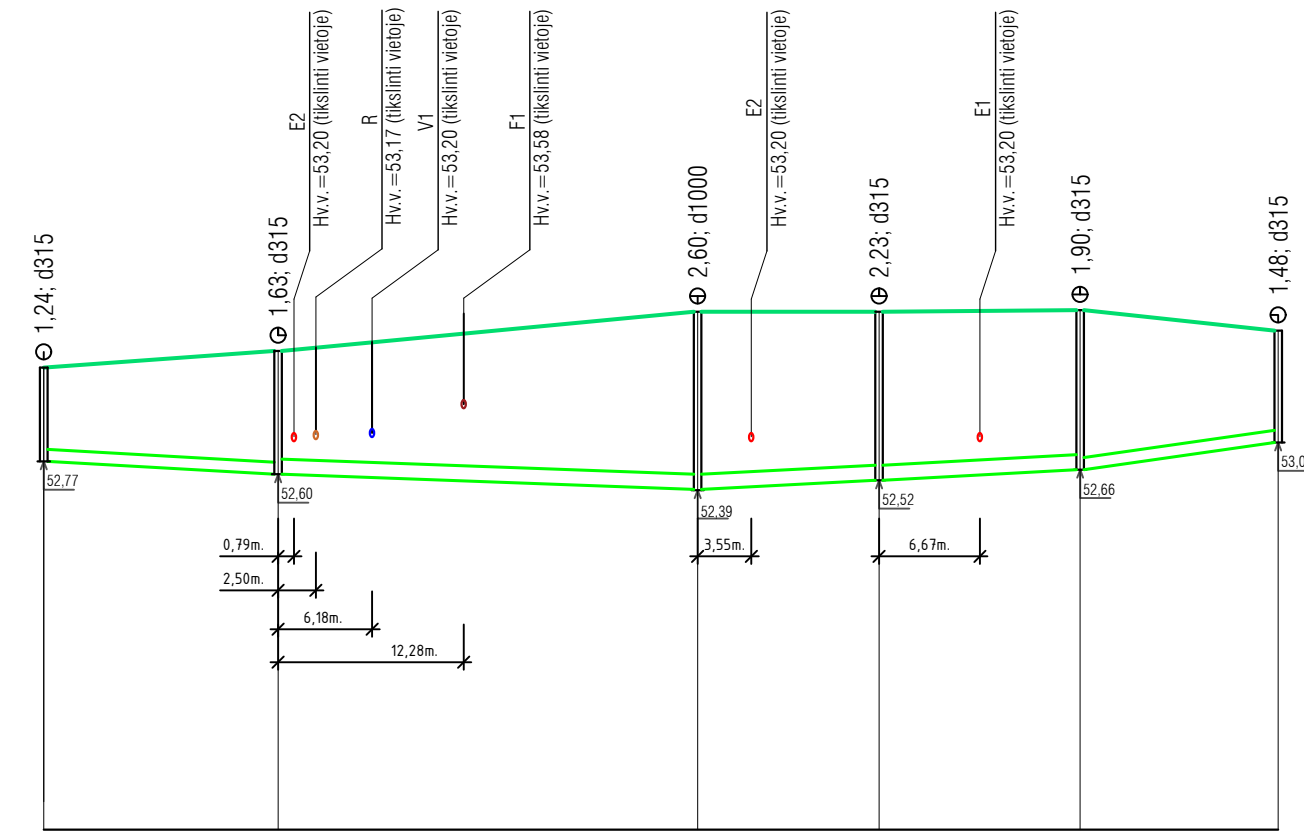 E2
Hv.v.=53,20 (tikslinti vietoje)
R
Hv.v.=53,17 (tikslinti vietoje)
V1
Hv.v.=53,20 (tikslinti vietoje)
F1
Hv.v.=53,58 (tikslinti vietoje)
E2
Hv.v.=53,20 (tikslinti vietoje)
E1
Hv.v.=53,20 (tikslinti vietoje)
1,24; d315
1,63; d315
2,60; d1000
2,23; d315
1,90; d315
1,48; d315
52,77
52,60
52,39
52,52
52,66
53,0
0,79m.
3,55m.
6,67m.
2,50m.
6,18m.
12,28m.